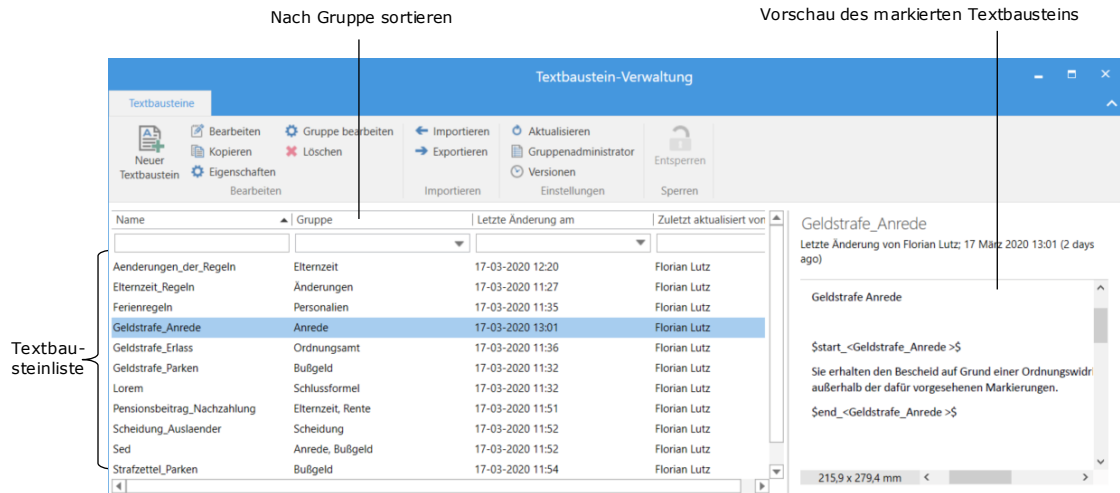 Nach Gruppe sortieren
Vorschau des markierten Textbausteins
Textbaustein-Verwaltung
Textbausteine
Neuer
Textbaustein
Bearbeiten
Kopieren
Eigenschaften
Bearbeiten
Gruppe bearbeiten
Löschen
Importieren
Exportieren
Importieren
Aktualisieren
Gruppenadministrator
Versionen
Einstellungen
Entsperren
Sperren
Name Gruppe Letzte Änderung am Zuletzt aktualisiert von
Aenderungen_der_Regeln Elternzeit 17-03-2020 12:20 Florian Lutz
Elternzeit_Regeln Änderungen 17-03-2020 11:27 Florian Lutz
Ferienregeln Personalien 17-03-2020 11:35 Florian Lutz
Geldstrafe_Anrede Anrede 17-03-2020 13:01 Florian Lutz
Geldstrafe_Erlass Ordnungsamt 17-03-2020 11:36 Florian Lutz
Geldstrafe_Parken Bußgeld 17-03-2020 11:32 Florian Lutz
Lorem Schlussformel 17-03-2020 11:32 Florian Lutz
Pensionsbeitrag_Nachzahlung Elternzeit, Rente 17-03-2020 11:51 Florian Lutz
Scheidung_Auslaender Scheidung 17-03-2020 11:52 Florian Lutz
Sed Anrede, Bußgeld 17-03-2020 11:52 Florian Lutz
Strafzettel_Parken Bußgeld 17-03-2020 11:54 Florian Lutz
Textbau-
steinliste
Geldstrafe_Anrede
Letzte Änderung von Florian Lutz; 17 März 2020 13:01 (2 days
ago)
Geldstrafe Anrede
$start_<Geldstrafe_Anrede >$
Sie erhalten den Bescheid auf Grund einer Ordnungswidri
außerhalb der dafür vorgesehenen Markierungen.
$end_<Geldstrafe_Anrede >$
215,9 x 279,4 mm